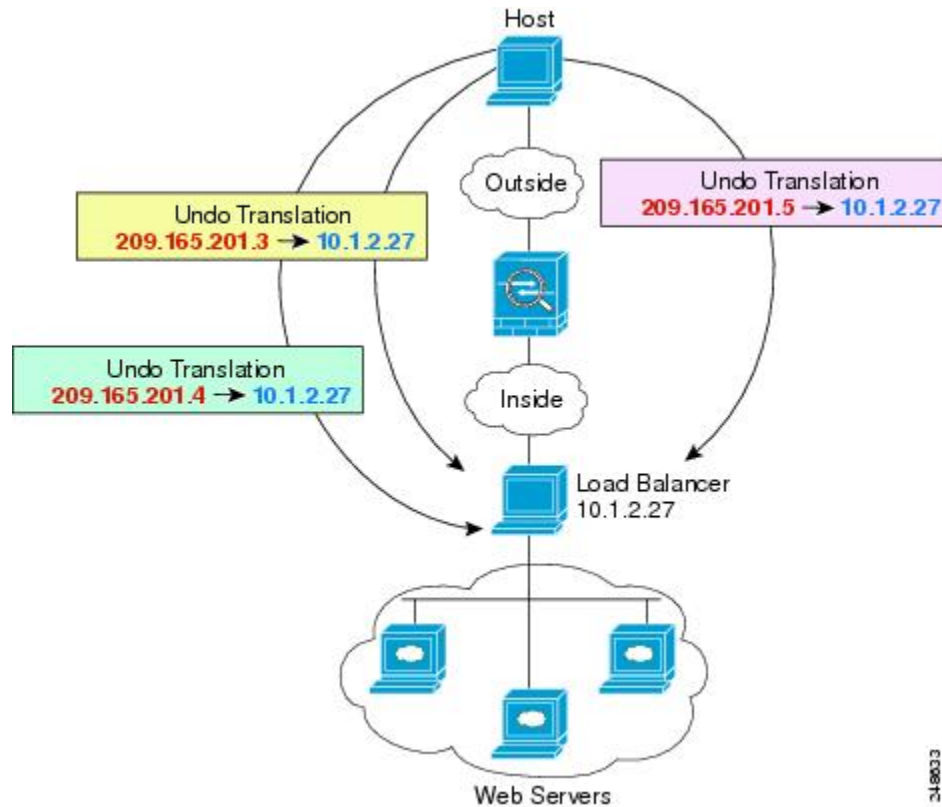 Host
Outside
Undo Translation
209.165.201.5 → 10.1.2.27
Undo Translation
209.165.201.3 → 10.1.2.27
Undo Translation
209.165.201.4 → 10.1.2.27
Inside
Load Balancer
10.1.2.27
Web Servers
248633